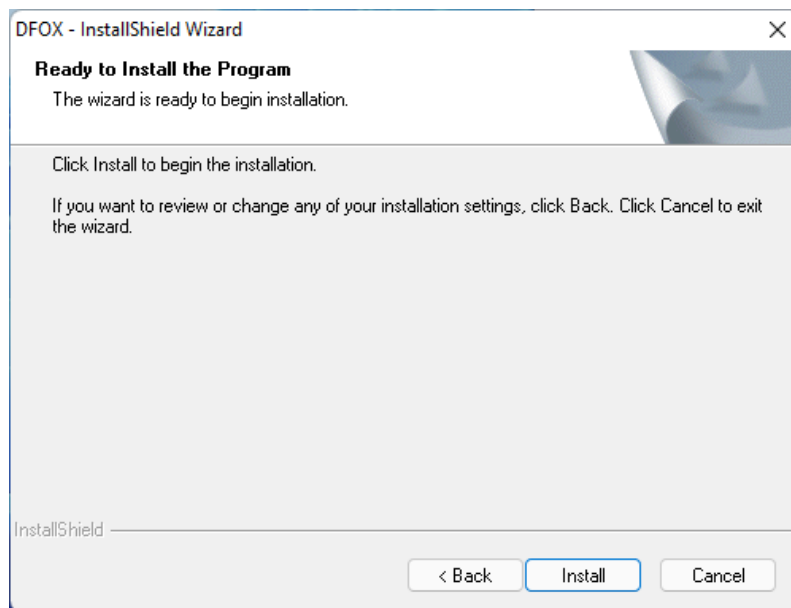 DFOX - InstallShield Wizard
Ready to Install the Program
The wizard is ready to begin installation.
Click Install to begin the installation.
If you want to review or change any of your installation settings, click Back. Click Cancel to exit
the wizard.
InstallShield
< Back
Install
Cancel